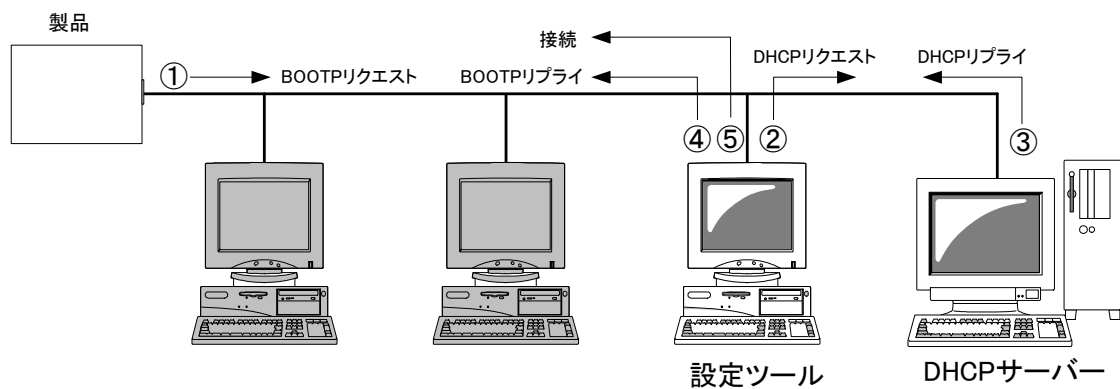 製品
接続
DHCPリクエスト
DHCPリプライ
①
BOOTPリクエスト
BOOTPリプライ
④
⑤
②
③
設定ツール
DHCPサーバー